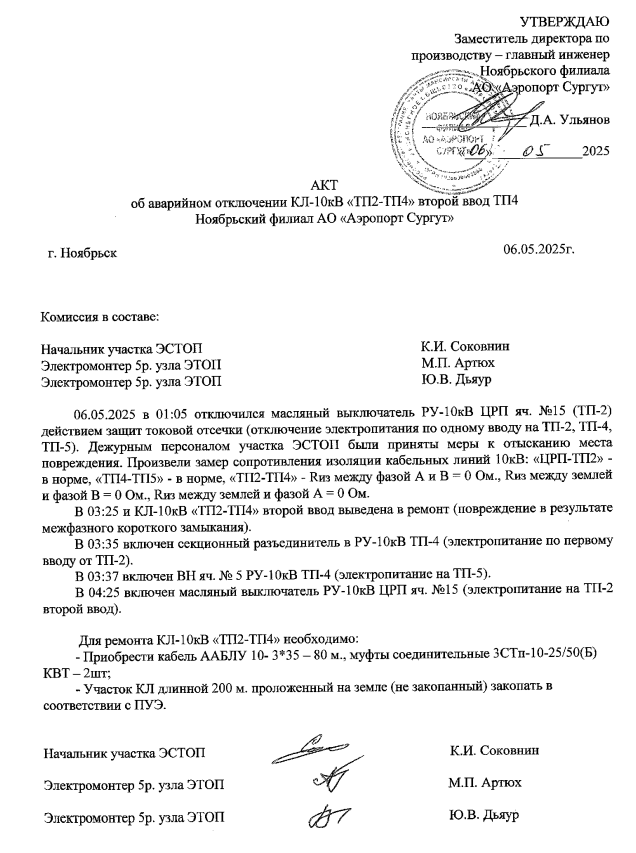 УТВЕРЖДАЮ
Заместитель директора по
производству – главный инженер
Ноябрьского филиала
АО «Аэропорт Сургут»
НОЯБРЬСКИЙ
ФИЛИАЛ
АО «АЭРОПОРТ
СУРГУТ»
Д.А. Ульянов
06 05 2025
АКТ
об аварийном отключении КЛ-10кВ «ТП2-ТП4» второй ввод ТП4
Ноябрьский филиал АО «Аэропорт Сургут»
г. Ноябрьск 06.05.2025г.
Комиссия в составе:
Начальник участка ЭСТОП К.И. Соковнин
Электромонтер 5р. узла ЭТОП М.П. Артюх
Электромонтер 5р. узла ЭТОП Ю.В. Дьяур
06.05.2025 в 01:05 отключился масляный выключатель РУ-10кВ ЦРП яч. №15 (ТП-2)
действием защит токовой отсечки (отключение электропитания по одному вводу на ТП-2, ТП-4,
ТП-5). Дежурным персоналом участка ЭСТОП были приняты меры к отысканию места
повреждения. Произвели замер сопротивления изоляции кабельных линий 10кВ: «ЦРП-ТП2» -
в норме, «ТП4-ТП5» - в норме, «ТП2-ТП4» - Rиз между фазой А и В = 0 Ом., Rиз между землей
и фазой В = 0 Ом., Rиз между землей и фазой А = 0 Ом.
В 03:25 и КЛ-10кВ «ТП2-ТП4» второй ввод выведена в ремонт (повреждение в результате
межфазного короткого замыкания).
В 03:35 включен секционный разъединитель в РУ-10кВ ТП-4 (электропитание по первому
вводу от ТП-2).
В 03:37 включен ВН яч. № 5 РУ-10кВ ТП-4 (электропитание на ТП-5).
В 04:25 включен масляный выключатель РУ-10кВ ЦРП яч. №15 (электропитание на ТП-2
второй ввод).
Для ремонта КЛ-10кВ «ТП2-ТП4» необходимо:
- Приобрести кабель ААБЛУ 10- 3*35 – 80 м., муфты соединительные 3СТп-10-25/50(Б)
КВТ – 2шт;
- Участок КЛ длинной 200 м. проложенный на земле (не закопанный) закопать в
соответствии с ПУЭ.
Начальник участка ЭСТОП К.И. Соковнин
Электромонтер 5р. узла ЭТОП М.П. Артюх
Электромонтер 5р. узла ЭТОП Ю.В. Дьяур